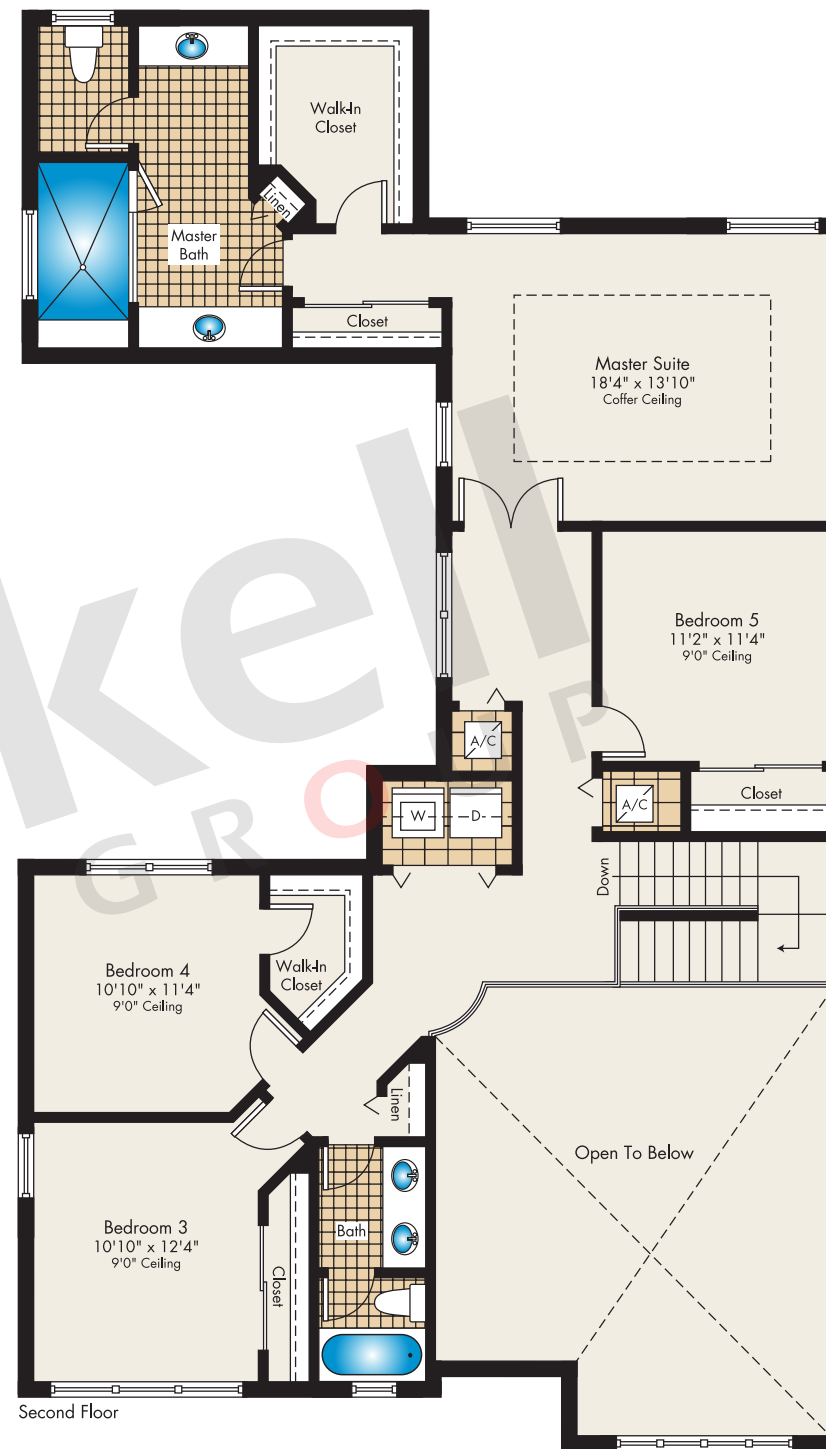 Walk-In
Closet
Linen
Master
Bath
Closet
Master Suite
18'4" x 13'10"
Coffer Ceiling
Bedroom 5
11'2" x 11'4"
9'0" Ceiling
A/C
Closet
A/C
W
D
Down
kell
GROUP
Bedroom 4
10'10" x 11'4"
9'0" Ceiling
Walk-In
Closet
Linen
Open To Below
Bedroom 3
10'10" x 12'4"
9'0" Ceiling
Bath
Closet
Second Floor